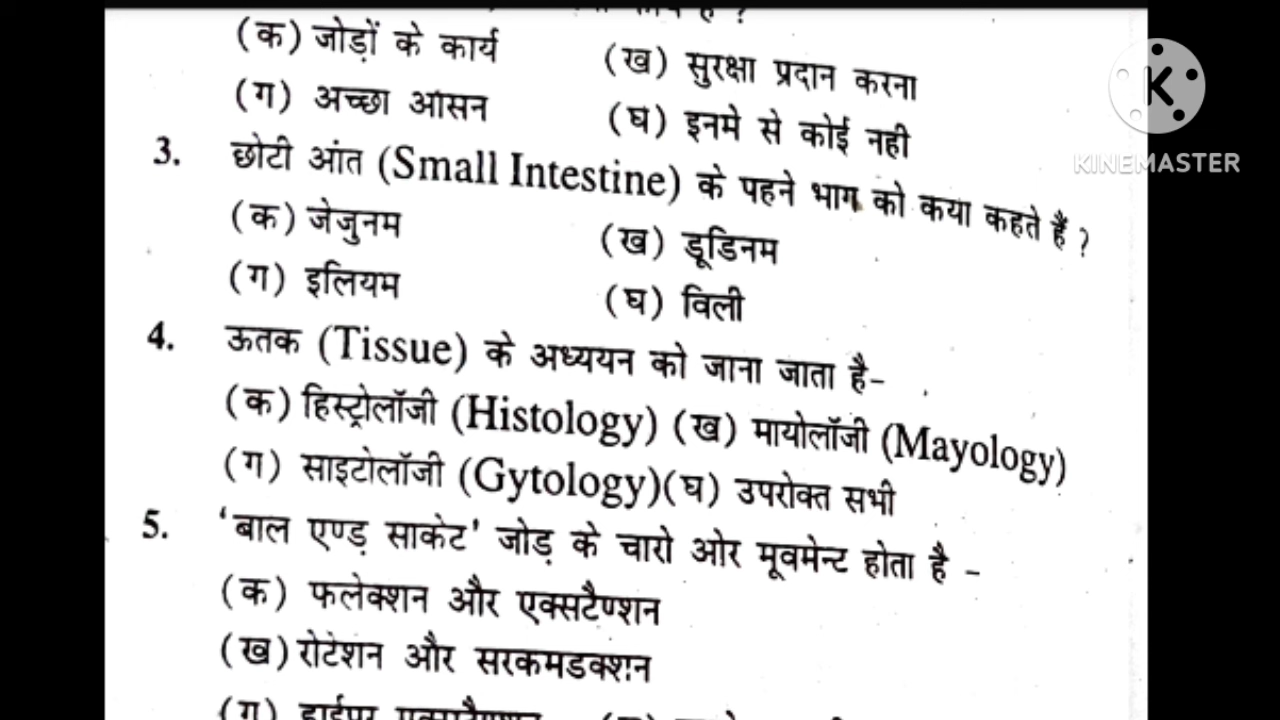 (क) जोड़ों के कार्य (ख) सुरक्षा प्रदान करना
(ग) अच्छा ओसन (घ) इनमे से कोई नही
3. छोटी आंत (Small Intestine) के पहने भाग को कया कहते हैं ?
(क) जेजुनम (ख) डूडिनम
(ग) इलियम (घ) विली
4. ऊतक (Tissue) के अध्ययन को जाना जाता है-
(क) हिस्ट्रोलॉजी (Histology) (ख) मायोलॉजी (Mayology)
(ग) साइटोलॉजी (Gytology) (घ) उपरोक्त सभी
5. 'बाल एण्ड़ साकेट' जोड़ के चारो ओर मूवमेन्ट होता है -
(क) फलेक्शन और एक्सटैण्शन
(ख) रोटेशन और सरकमडक्शन
(ग)
K
KINEMASTER